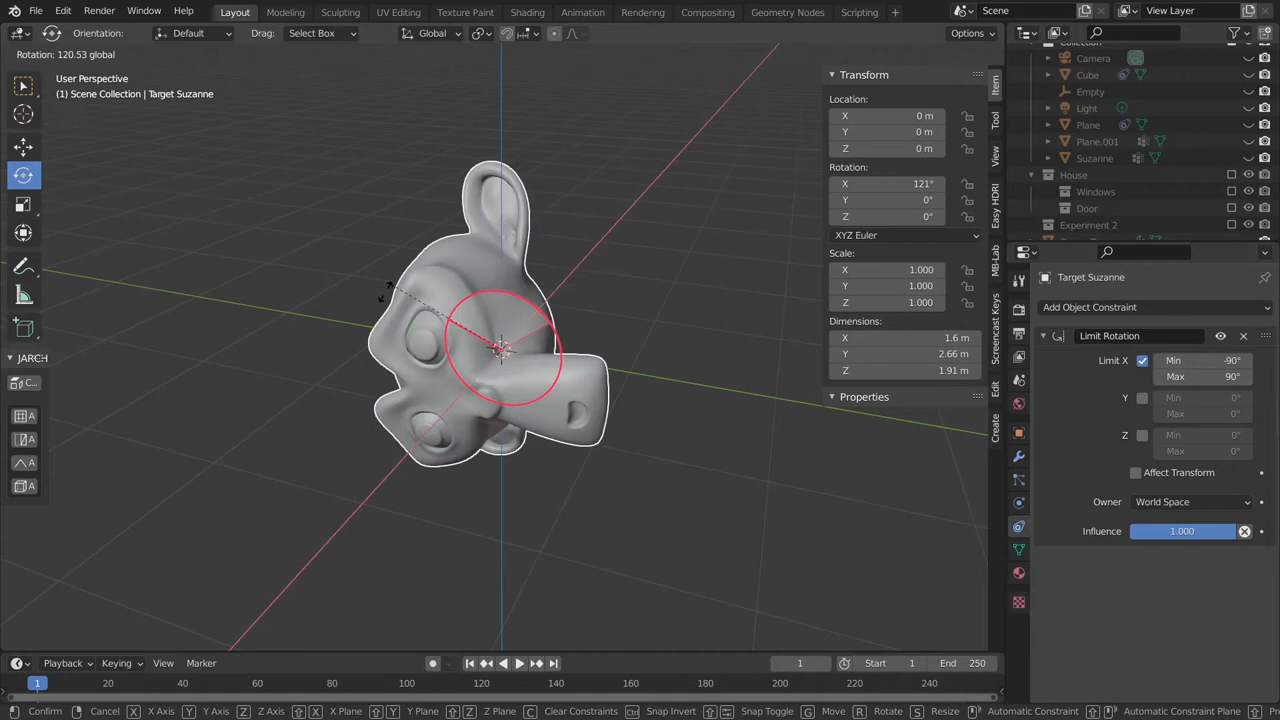 File Edit Render Window Help Layout Modeling Sculpting UV Editing Texture Paint Shading Animation Rendering Compositing Geometry Nodes Scripting + Scene View Layer
Orientation: Default Drag: Select Box Global Options
Rotation: 120.53 global
User Perspective
(1) Scene Collection | Target Suzanne
JARCH
C...
A
A
A
A
Transform
Location:
X 0 m
Y 0 m
Z 0 m
Rotation:
X 121°
Y 0°
Z 0°
XYZ Euler
Scale:
X 1.000
Y 1.000
Z 1.000
Dimensions:
X 1.6 m
Y 2.66 m
Z 1.91 m
Properties
Item
Tool
View
Easy HDRI
MB-Lab
Screencast Keys
Edit
Create
Collection
Camera
Cube
Empty
Light
Plane
Plane.001
Suzanne
House
Windows
Door
Experiment 2
Target Suzanne
Add Object Constraint
Limit Rotation
Limit X Min -90°
Max 90°
Y Min 0°
Max 0°
Z Min 0°
Max 0°
Affect Transform
Owner World Space
Influence 1.000
Playback Keying View Marker 1 Start 1 End 250
1 20 40 60 80 100 120 140 160 180 200 220 240
Confirm Cancel X X Axis Y Y Axis Z Z Axis X X Plane Y Y Plane Z Z Plane C Clear Constraints Ctrl Snap Invert Snap Toggle G Move R Rotate S Resize Automatic Constraint Automatic Constraint Plane